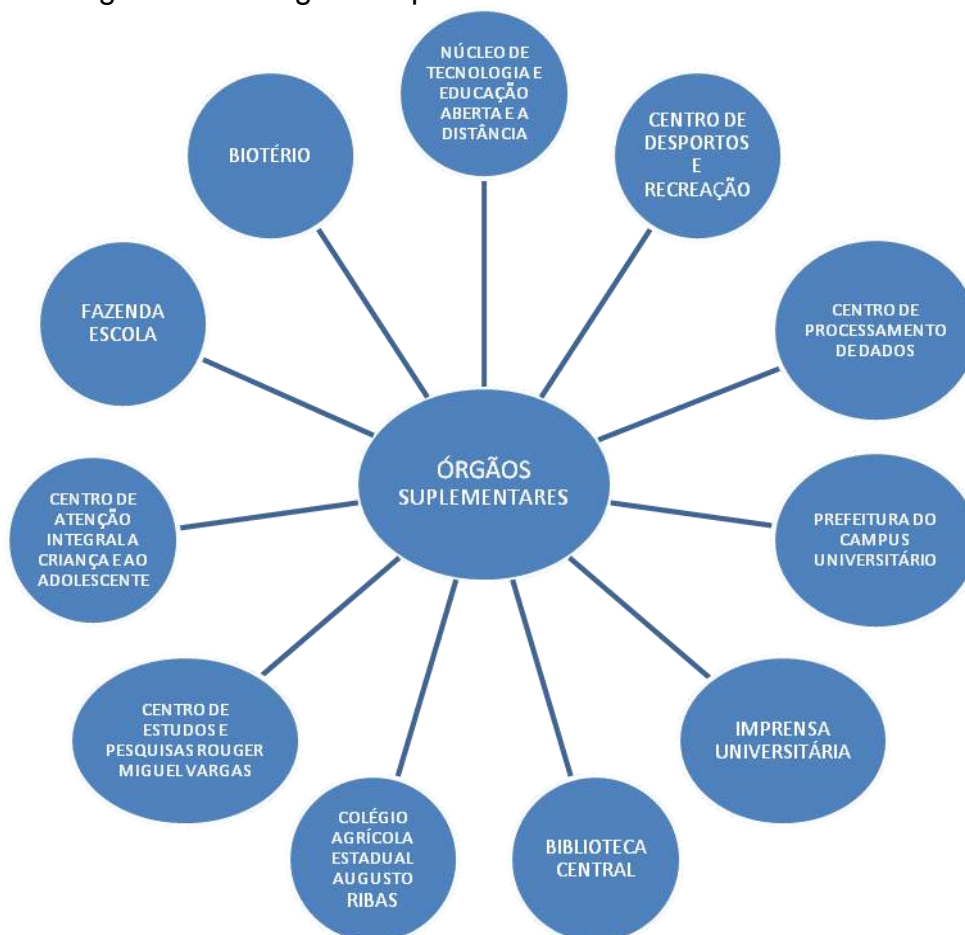 NÚCLEO DE
TECNOLOGIA E
EDUCAÇÃO
ABERTA E A
DISTÂNCIA
CENTRO DE
DESPORTOS
E
RECREAÇÃO
CENTRO DE
PROCESSAMENTO
DE DADOS
PREFEITURA DO
CAMPUS
UNIVERSITÁRIO
IMPRENSA
UNIVERSITÁRIA
BIBLIOTECA
CENTRAL
COLÉGIO
AGRÍCOLA
ESTADUAL
AUGUSTO
RIBAS
CENTRO DE
ESTUDOS E
PESQUISAS ROUGER
MIGUEL VARGAS
CENTRO DE
ATENÇÃO
INTEGRAL A
CRIANÇA E AO
ADOLESCENTE
FAZENDA
ESCOLA
BIOTÉRIO
ÓRGÃOS
SUPLEMENTARES